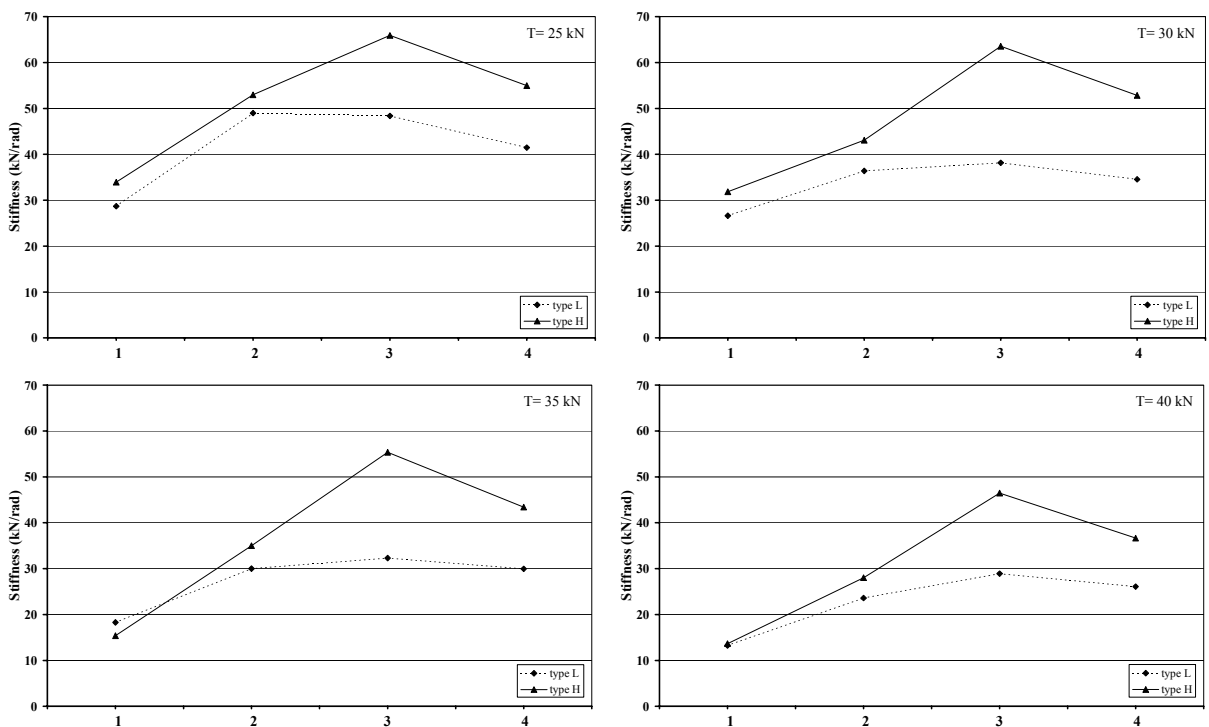 T= 25 kN
70
60
50
40
30
20
10
0
Stiffness (kN/rad)
1 2 3 4
type L
type H
T= 30 kN
70
60
50
40
30
20
10
0
Stiffness (kN/rad)
1 2 3 4
type L
type H
T= 35 kN
70
60
50
40
30
20
10
0
Stiffness (kN/rad)
1 2 3 4
type L
type H
T= 40 kN
70
60
50
40
30
20
10
0
Stiffness (kN/rad)
1 2 3 4
type L
type H